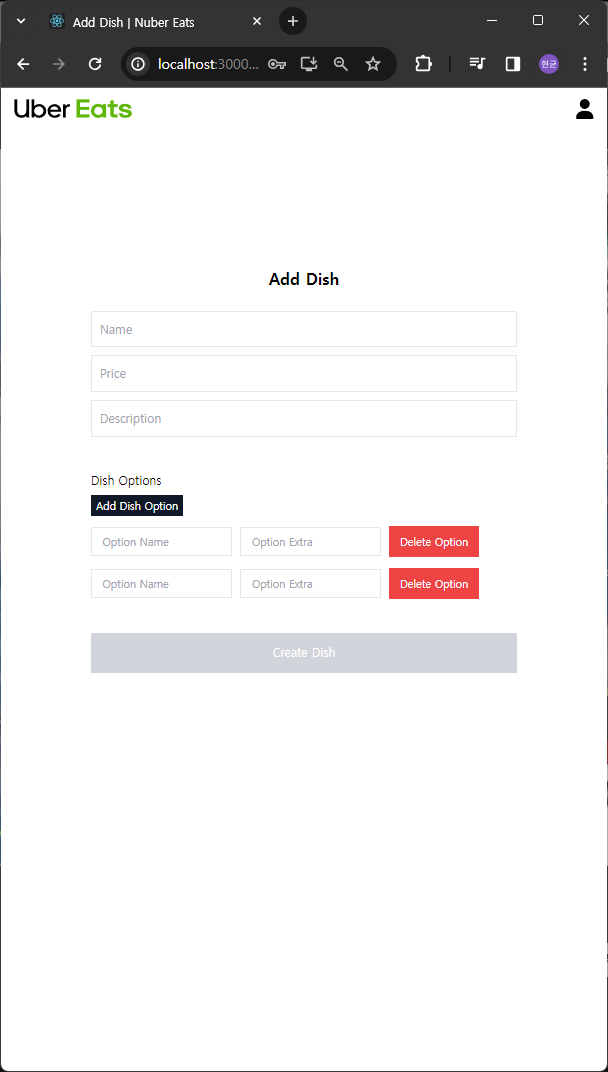 Add Dish | Nuber Eats
localhost:3000...
현균
Uber Eats
Add Dish
Name
Price
Description
Dish Options
Add Dish Option
Option Name Option Extra Delete Option
Option Name Option Extra Delete Option
Create Dish